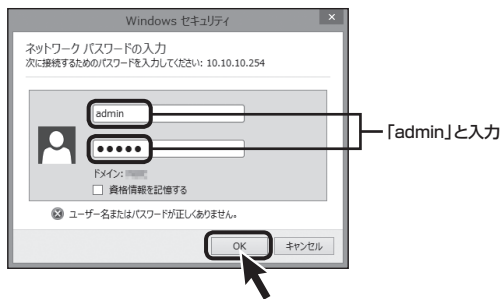 Windows セキュリティ
×
ネットワーク パスワードの入力
次に接続するためのパスワードを入力してください: 10.10.10.254
admin
●●●●●
「admin」と入力
ドメイン:
資格情報を記憶する
ユーザー名またはパスワードが正しくありません。
OK キャンセル